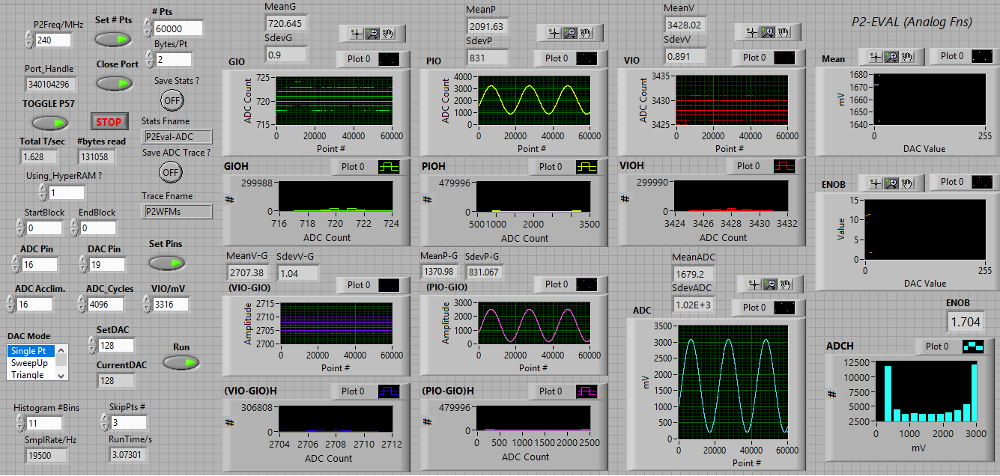 P2-EVAL (Analog Fns)
P2Freq/MHz
240
Set # Pts
# Pts
60000
Bytes/Pt
2
Port_Handle
340104296
Close Port
Save Stats ?
OFF
TOGGLE P57
STOP
Stats Fname
P2Eval-ADC
Total T/sec
1.628
#bytes read
131058
Save ADC Trace ?
OFF
Using_HyperRAM ?
1
Trace Fname
P2WFMs
StartBlock
0
EndBlock
0
ADC Pin
16
DAC Pin
19
Set Pins
ADC Acclim.
16
ADC_Cycles
4096
VIO/mV
3316
DAC Mode
Single Pt
SweepUp
Triangle
SetDAC
128
CurrentDAC
128
Run
Histogram #Bins
11
SkipPts #
3
SmplRate/Hz
19500
RunTime/s
3.07301
MeanG
720.645
SdevG
0.9
GIO
Plot 0
ADC Count
725
720
715
0 20000 40000 60000
Point #
GIOH
Plot 0
#
299988
0
716 718 720 722 724
ADC Count
MeanV-G
2707.38
SdevV-G
1.04
(VIO-GIO)
Plot 0
Amplitude
2715
2710
2705
2700
0 20000 40000 60000
Point #
(VIO-GIO)H
Plot 0
#
306808
0
2704 2706 2708 2710 2712
ADC Count
MeanP
2091.63
SdevP
831
PIO
Plot 0
ADC Count
4000
3000
2000
1000
0
0 20000 40000 60000
Point #
PIOH
Plot 0
#
479996
0
500 1000 2000 3500
ADC Count
MeanP-G
1370.98
SdevP-G
831.067
(PIO-GIO)
Plot 0
Amplitude
3000
2000
1000
0
0 20000 40000 60000
Point #
(PIO-GIO)H
Plot 0
#
479996
0
0 500 1000 1500 2000 2500
ADC Count
MeanV
3428.02
SdevV
0.891
VIO
Plot 0
ADC Count
3435
3430
3425
0 20000 40000 60000
Point #
VIOH
Plot 0
#
299990
0
3424 3426 3428 3430 3432
ADC Count
MeanADC
1679.2
SdevADC
1.02E+3
ADC
Plot 0
mV
3500
3000
2500
2000
1500
1000
500
0
0 20000 40000 60000
Point #
Mean
Plot 0
mV
1680
1670
1660
1650
1640
0 255
DAC Value
ENOB
Plot 0
Value
15
10
5
0
0 255
DAC Value
ENOB
1.704
ADCH
Plot 0
#
12500
10000
7500
5000
2500
0 1000 2000 3000
mV